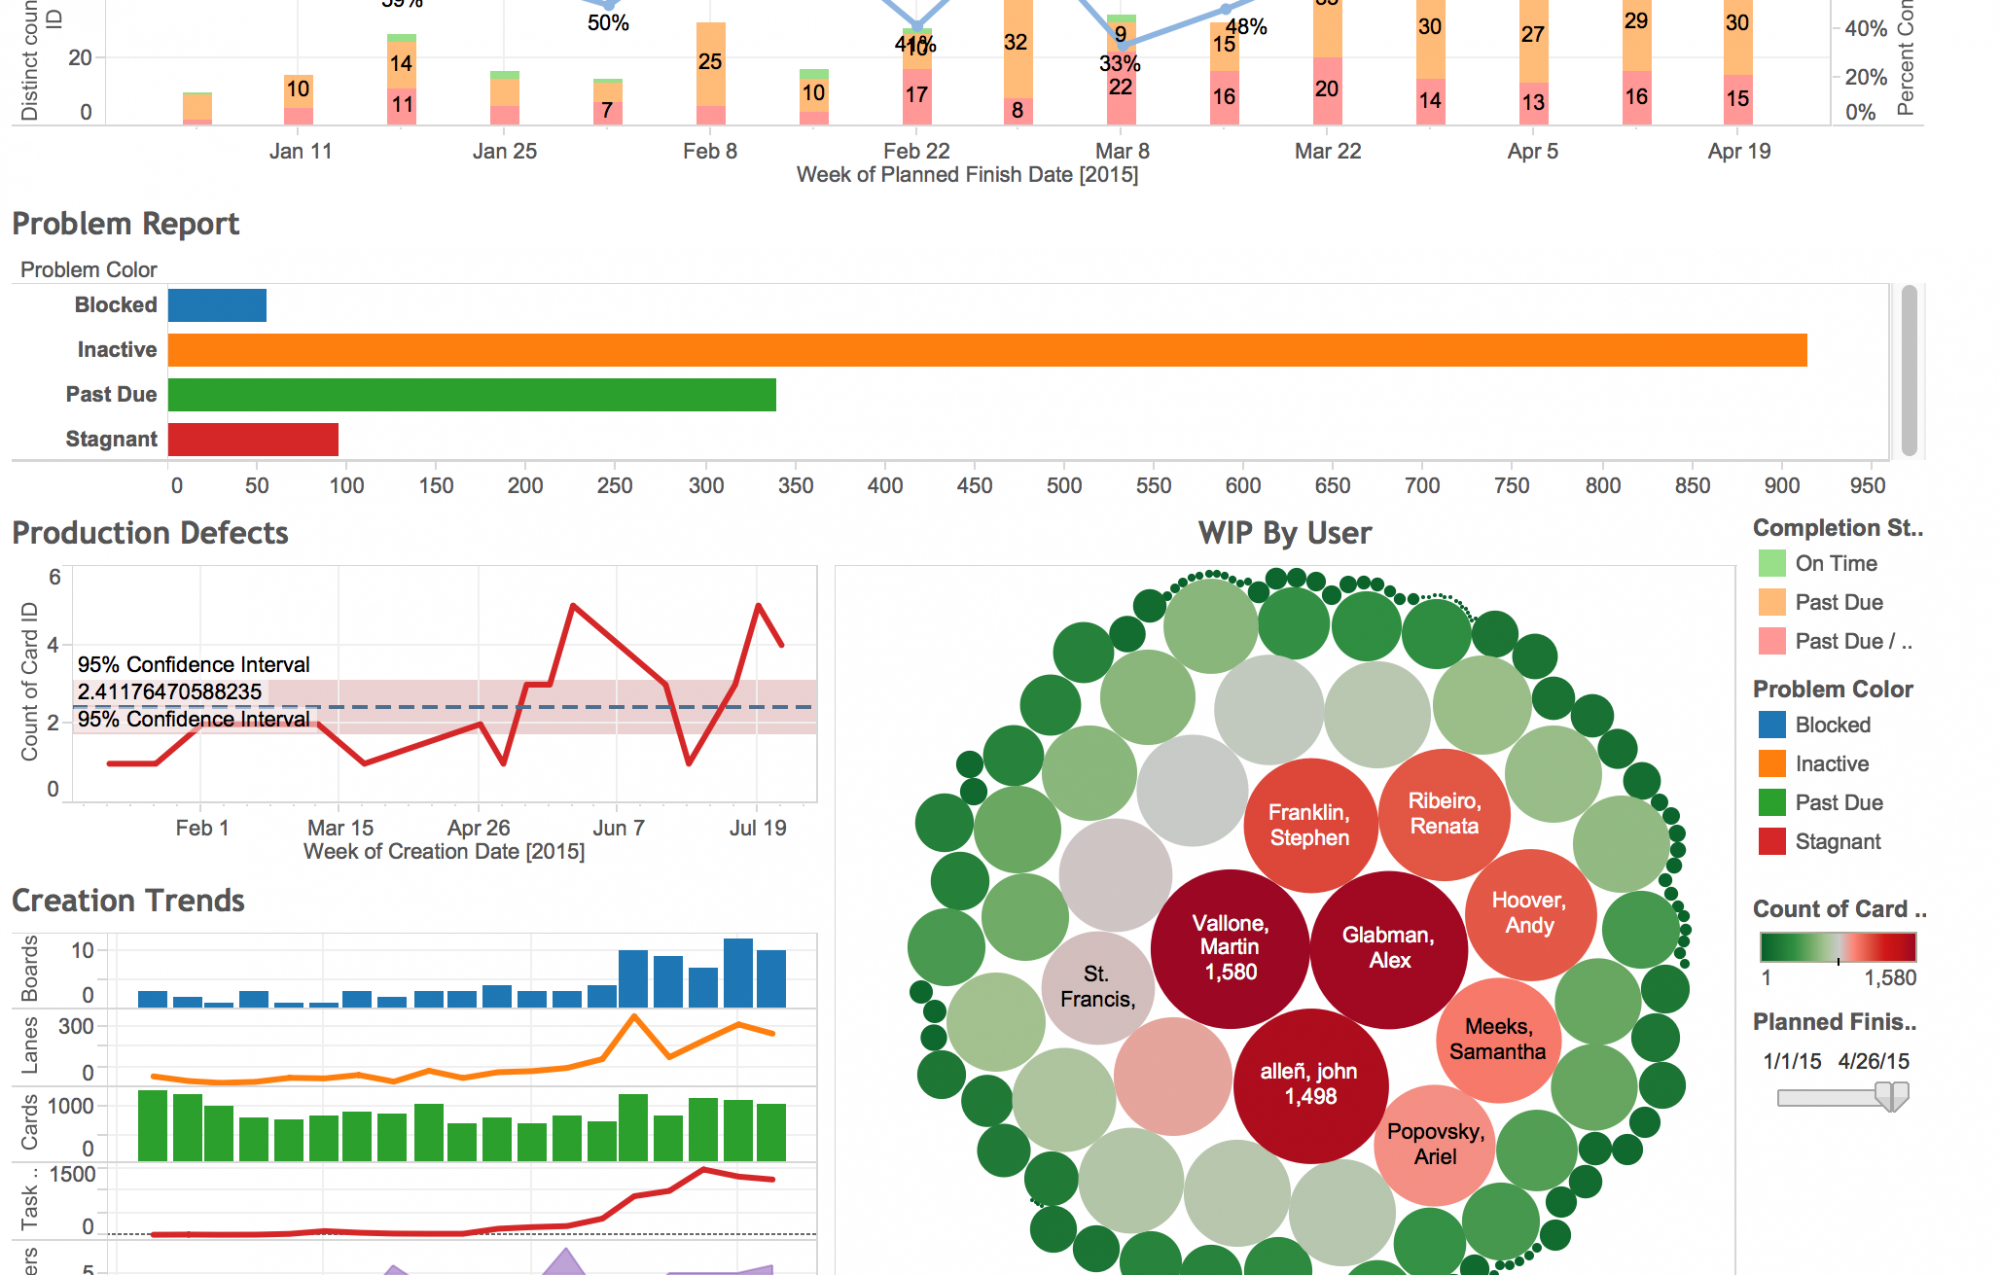 59%
50%
41%
33%
48%
Distinct coun
ID
20
0
10
14
11
7
25
10
10
17
32
8
9
22
15
16
20
30
14
27
13
29
16
30
15
40%
20%
0%
Percent Con
Jan 11
Jan 25
Feb 8
Feb 22
Mar 8
Mar 22
Apr 5
Apr 19
Week of Planned Finish Date [2015]
Problem Report
Problem Color
Blocked
Inactive
Past Due
Stagnant
0 50 100 150 200 250 300 350 400 450 500 550 600 650 700 750 800 850 900 950
Production Defects
Count of Card ID
6
4
2
0
95% Confidence Interval
2.41176470588235
95% Confidence Interval
Feb 1
Mar 15
Apr 26
Jun 7
Jul 19
Week of Creation Date [2015]
Creation Trends
Boards
10
0
Lanes
300
0
Cards
1000
0
Task ..
1500
0
ers
5
WIP By User
Franklin,
Stephen
Ribeiro,
Renata
Hoover,
Andy
Vallone,
Martin
1,580
Glabman,
Alex
St.
Francis,
Meeks,
Samantha
alleñ, john
1,498
Popovsky,
Ariel
Completion St..
On Time
Past Due
Past Due / ..
Problem Color
Blocked
Inactive
Past Due
Stagnant
Count of Card ..
1
1,580
Planned Finis..
1/1/15
4/26/15